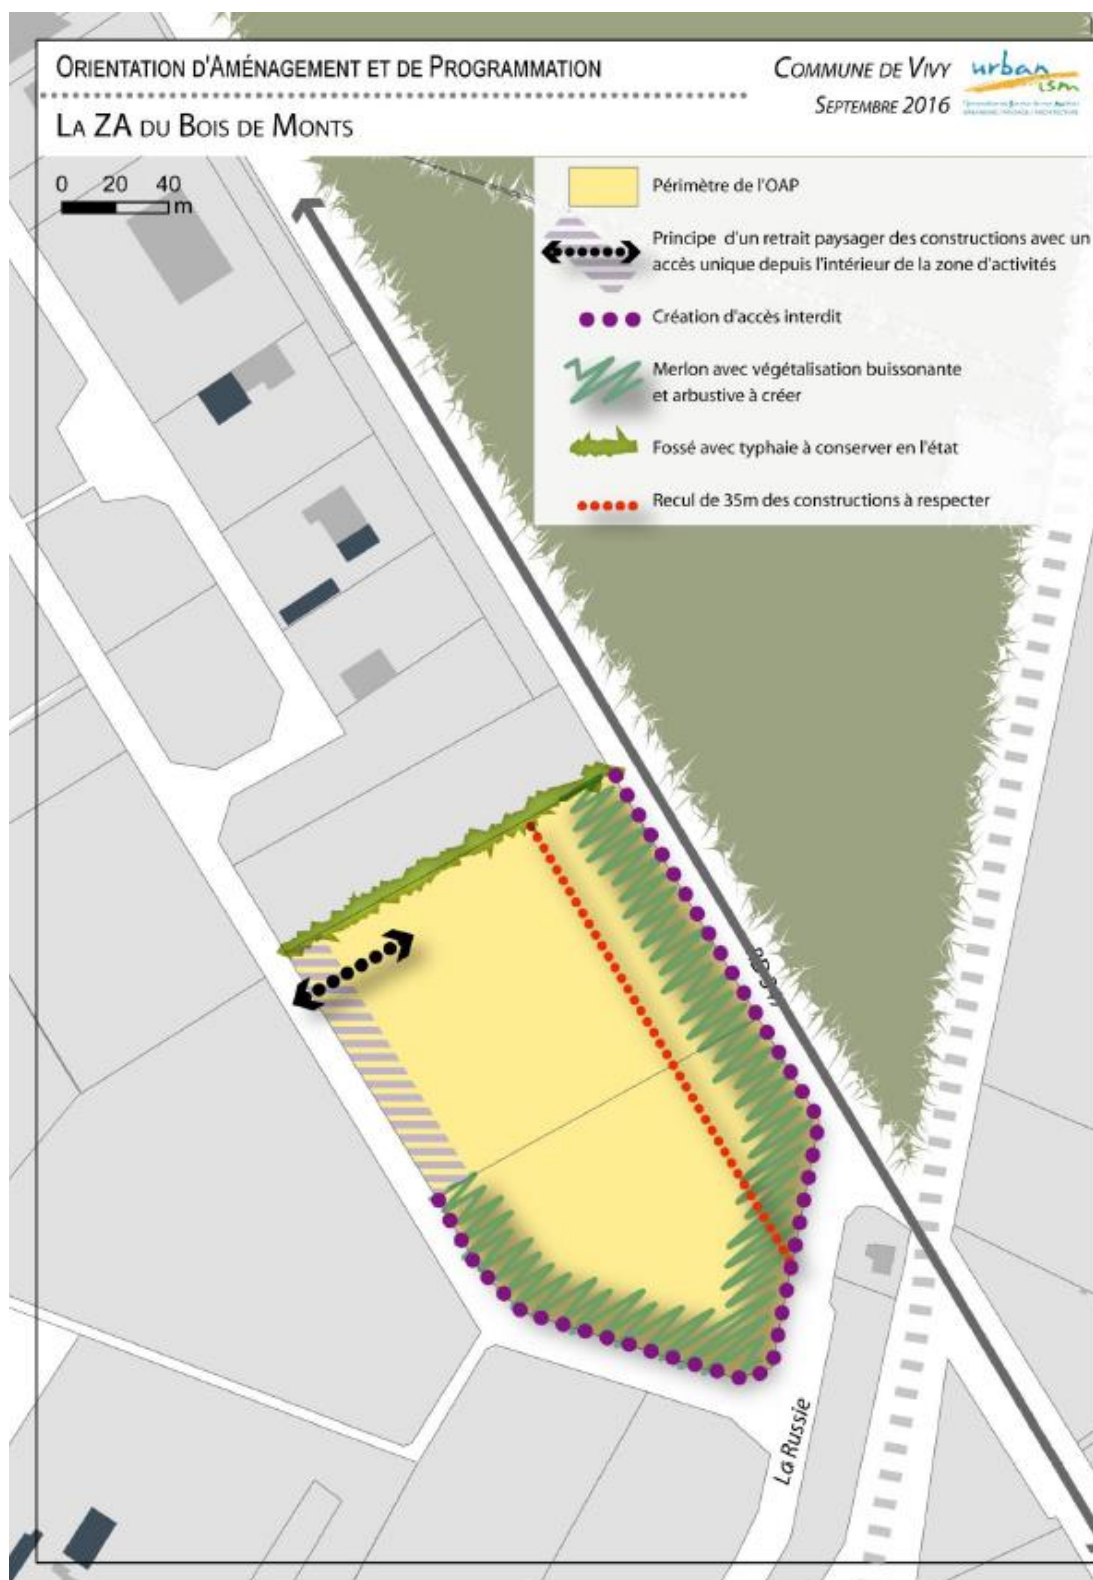 ORIENTATION D'AMÉNAGEMENT ET DE PROGRAMMATION
COMMUNE DE VIVY
SEPTEMBRE 2016
urban
ism
LA ZA DU BOIS DE MONTS
0 20 40
m
Périmètre de l'OAP
Principe d'un retrait paysager des constructions avec un
accès unique depuis l'intérieur de la zone d'activités
Création d'accès interdit
Merlon avec végétalisation buissonante
et arbustive à créer
Fossé avec typhaie à conserver en l'état
Recul de 35m des constructions à respecter
La Russie